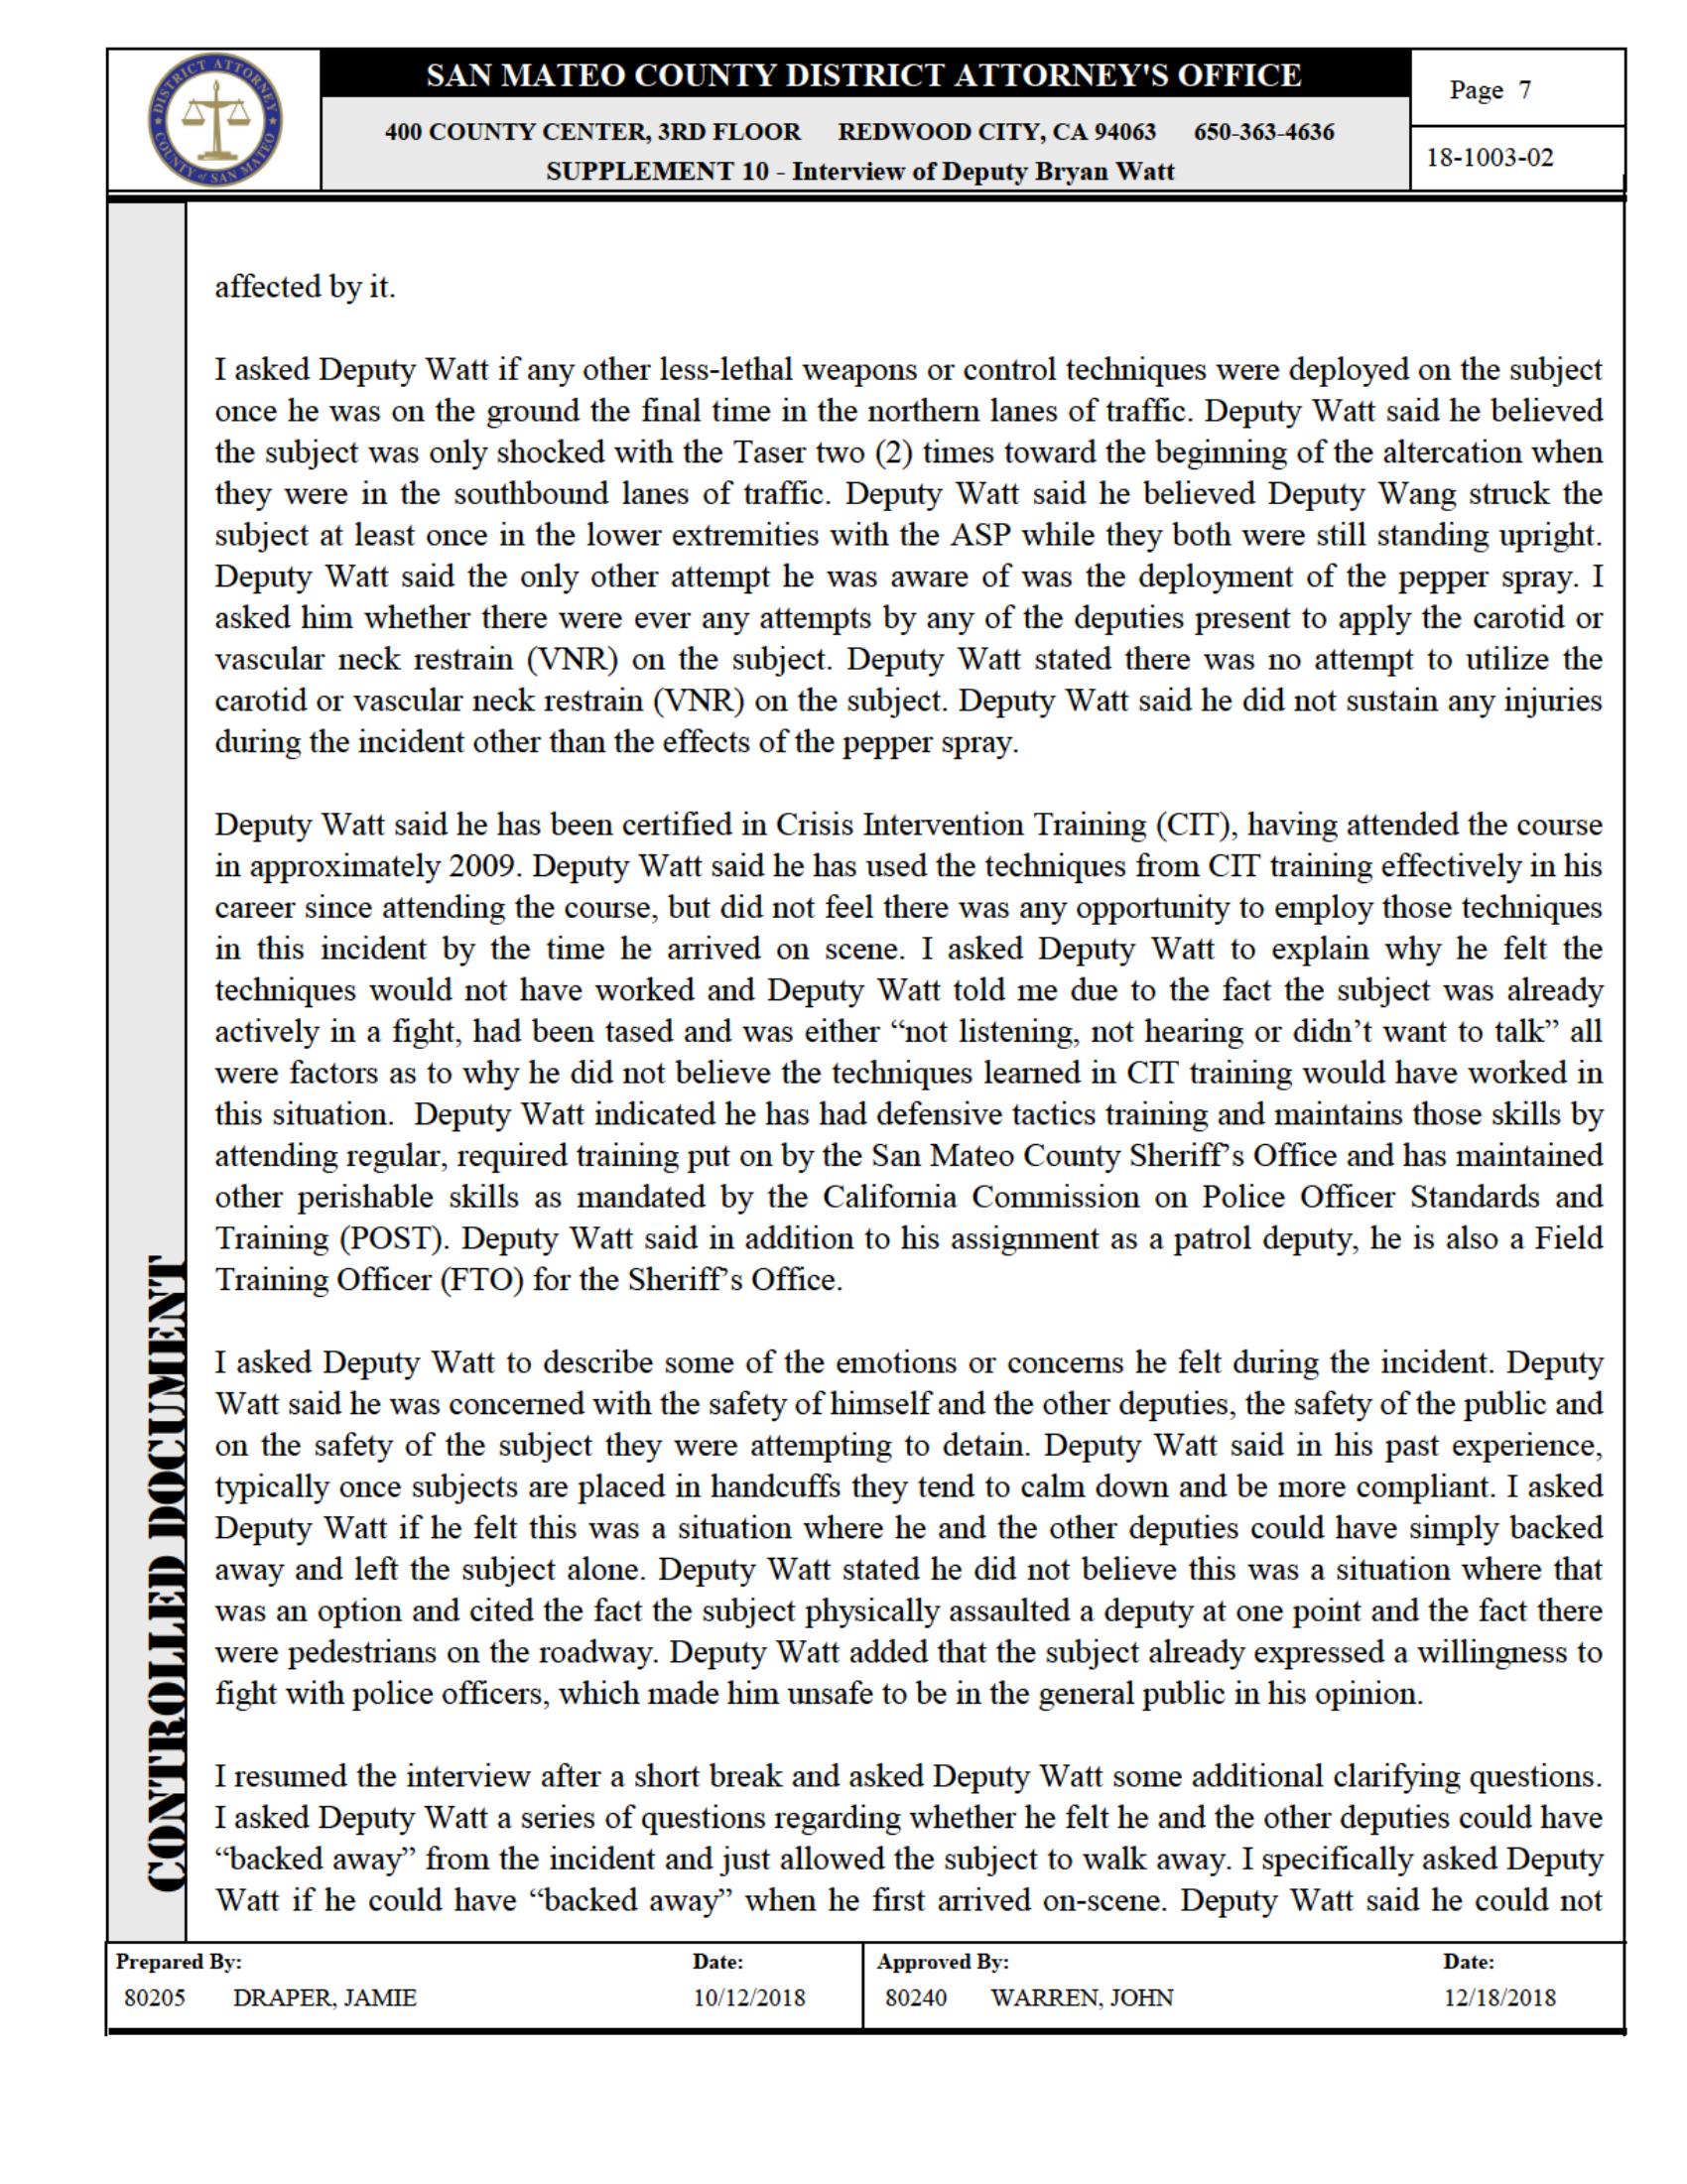 DISTRICT ATTORNEY
COUNTY of SAN MATEO
SAN MATEO COUNTY DISTRICT ATTORNEY'S OFFICE
400 COUNTY CENTER, 3RD FLOOR REDWOOD CITY, CA 94063 650-363-4636
SUPPLEMENT 10 - Interview of Deputy Bryan Watt
Page 7
18-1003-02
affected by it.
I asked Deputy Watt if any other less-lethal weapons or control techniques were deployed on the subject
once he was on the ground the final time in the northern lanes of traffic. Deputy Watt said he believed
the subject was only shocked with the Taser two (2) times toward the beginning of the altercation when
they were in the southbound lanes of traffic. Deputy Watt said he believed Deputy Wang struck the
subject at least once in the lower extremities with the ASP while they both were still standing upright.
Deputy Watt said the only other attempt he was aware of was the deployment of the pepper spray. I
asked him whether there were ever any attempts by any of the deputies present to apply the carotid or
vascular neck restrain (VNR) on the subject. Deputy Watt stated there was no attempt to utilize the
carotid or vascular neck restrain (VNR) on the subject. Deputy Watt said he did not sustain any injuries
during the incident other than the effects of the pepper spray.
Deputy Watt said he has been certified in Crisis Intervention Training (CIT), having attended the course
in approximately 2009. Deputy Watt said he has used the techniques from CIT training effectively in his
career since attending the course, but did not feel there was any opportunity to employ those techniques
in this incident by the time he arrived on scene. I asked Deputy Watt to explain why he felt the
techniques would not have worked and Deputy Watt told me due to the fact the subject was already
actively in a fight, had been tased and was either “not listening, not hearing or didn’t want to talk” all
were factors as to why he did not believe the techniques learned in CIT training would have worked in
this situation. Deputy Watt indicated he has had defensive tactics training and maintains those skills by
attending regular, required training put on by the San Mateo County Sheriff’s Office and has maintained
other perishable skills as mandated by the California Commission on Police Officer Standards and
Training (POST). Deputy Watt said in addition to his assignment as a patrol deputy, he is also a Field
Training Officer (FTO) for the Sheriff’s Office.
I asked Deputy Watt to describe some of the emotions or concerns he felt during the incident. Deputy
Watt said he was concerned with the safety of himself and the other deputies, the safety of the public and
on the safety of the subject they were attempting to detain. Deputy Watt said in his past experience,
typically once subjects are placed in handcuffs they tend to calm down and be more compliant. I asked
Deputy Watt if he felt this was a situation where he and the other deputies could have simply backed
away and left the subject alone. Deputy Watt stated he did not believe this was a situation where that
was an option and cited the fact the subject physically assaulted a deputy at one point and the fact there
were pedestrians on the roadway. Deputy Watt added that the subject already expressed a willingness to
fight with police officers, which made him unsafe to be in the general public in his opinion.
I resumed the interview after a short break and asked Deputy Watt some additional clarifying questions.
I asked Deputy Watt a series of questions regarding whether he felt he and the other deputies could have
“backed away” from the incident and just allowed the subject to walk away. I specifically asked Deputy
Watt if he could have “backed away” when he first arrived on-scene. Deputy Watt said he could not
CONTROLLED DOCUMENT
Prepared By: Date: Approved By: Date:
80205 DRAPER, JAMIE 10/12/2018 80240 WARREN, JOHN 12/18/2018